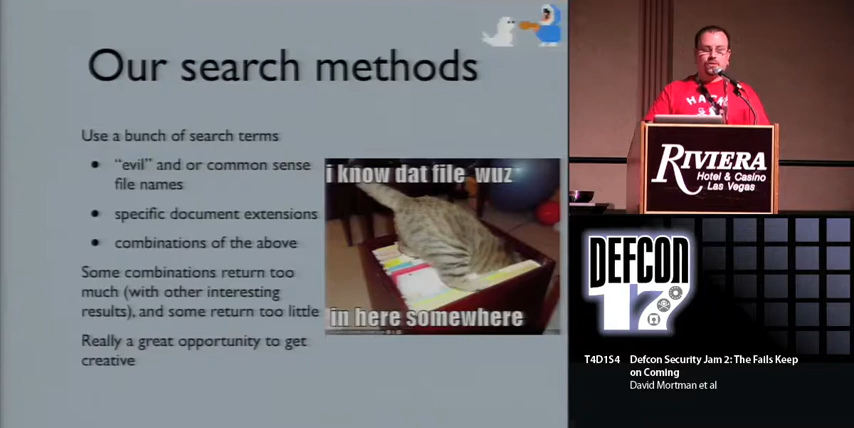 Our search methods
Use a bunch of search terms
“evil” and or common sense
file names
specific document extensions
combinations of the above
Some combinations return too
much (with other interesting
results), and some return too little
Really a great opportunity to get
creative
i know dat file wuz
in here somewhere
HACK
RIVIERA
Hotel & Casino
Las Vegas
DEFCON
17
T4D1S4 Defcon Security Jam 2: The Fails Keep
on Coming
David Mortman et al